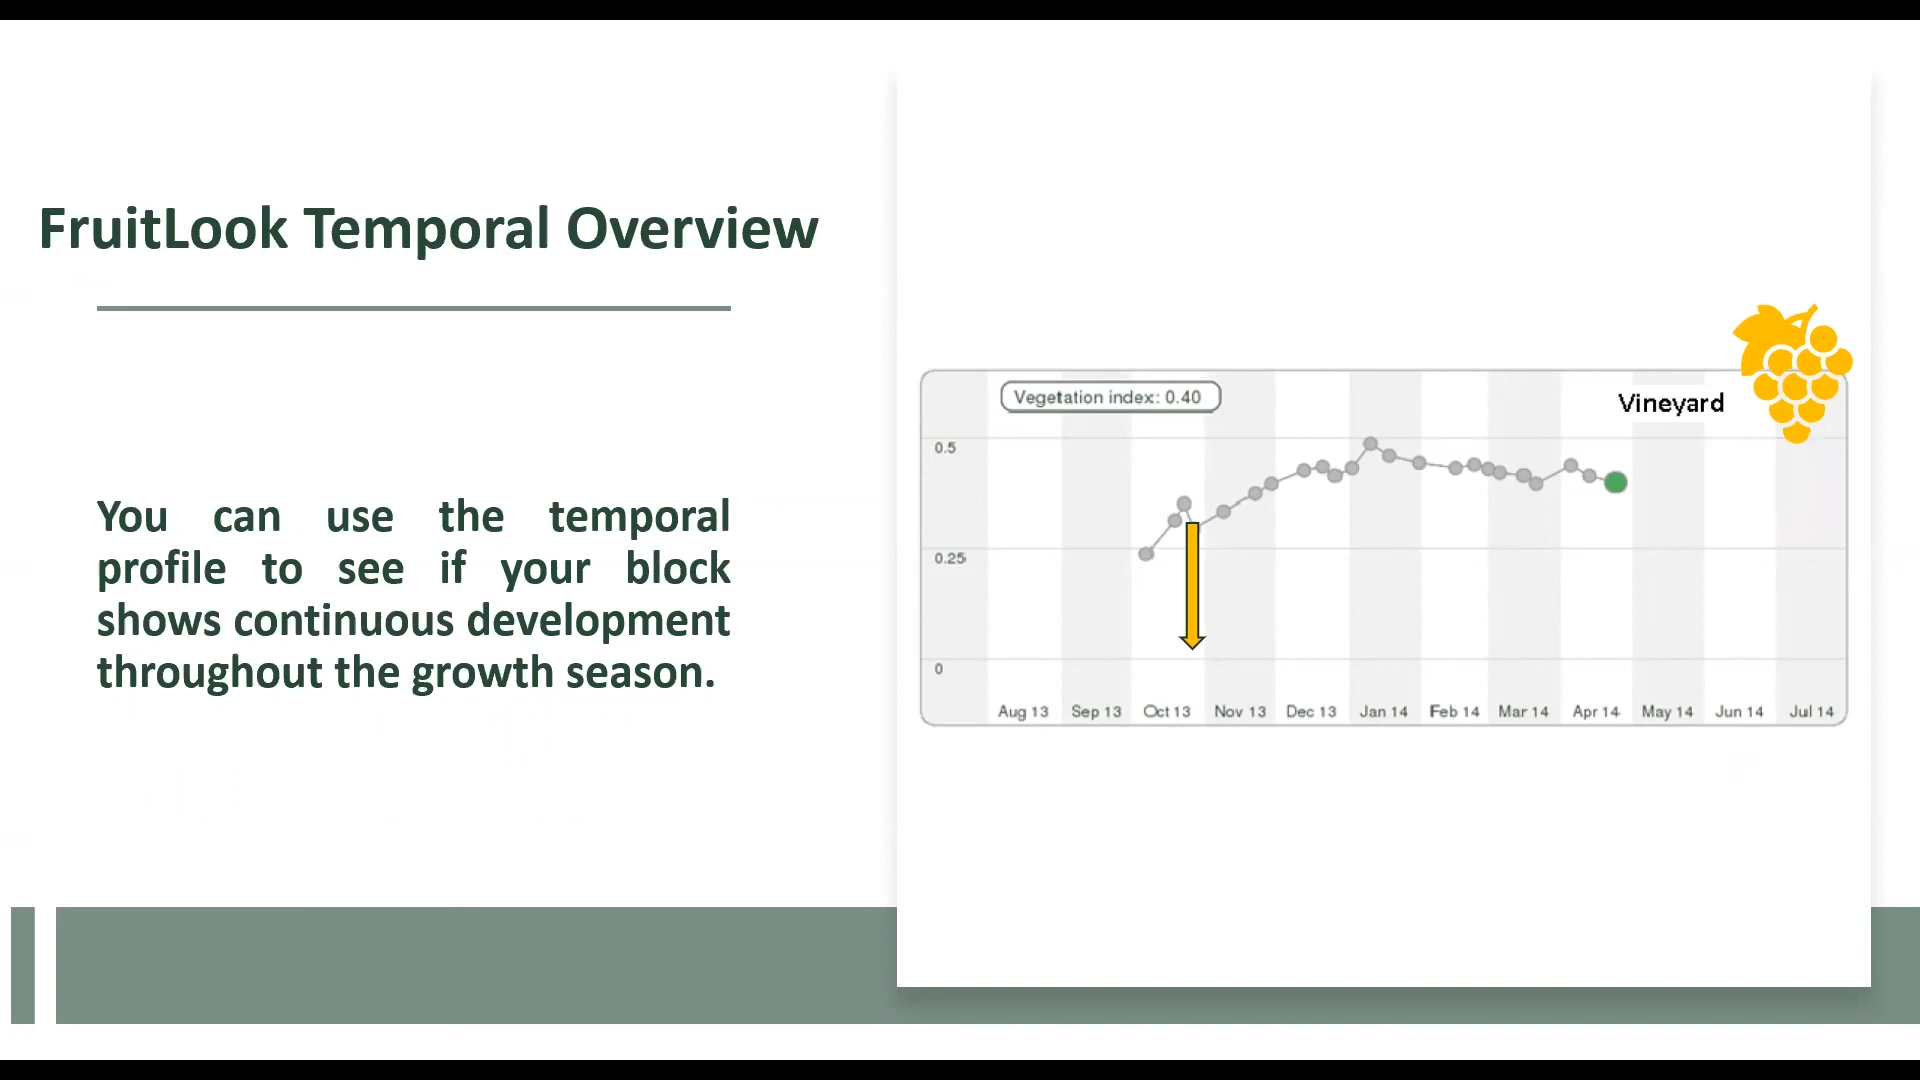 FruitLook Temporal Overview
You can use the temporal
profile to see if your block
shows continuous development
throughout the growth season.
Vegetation index: 0.40
Vineyard
0.5
0.25
0
Aug 13 Sep 13 Oct 13 Nov 13 Dec 13 Jan 14 Feb 14 Mar 14 Apr 14 May 14 Jun 14 Jul 14